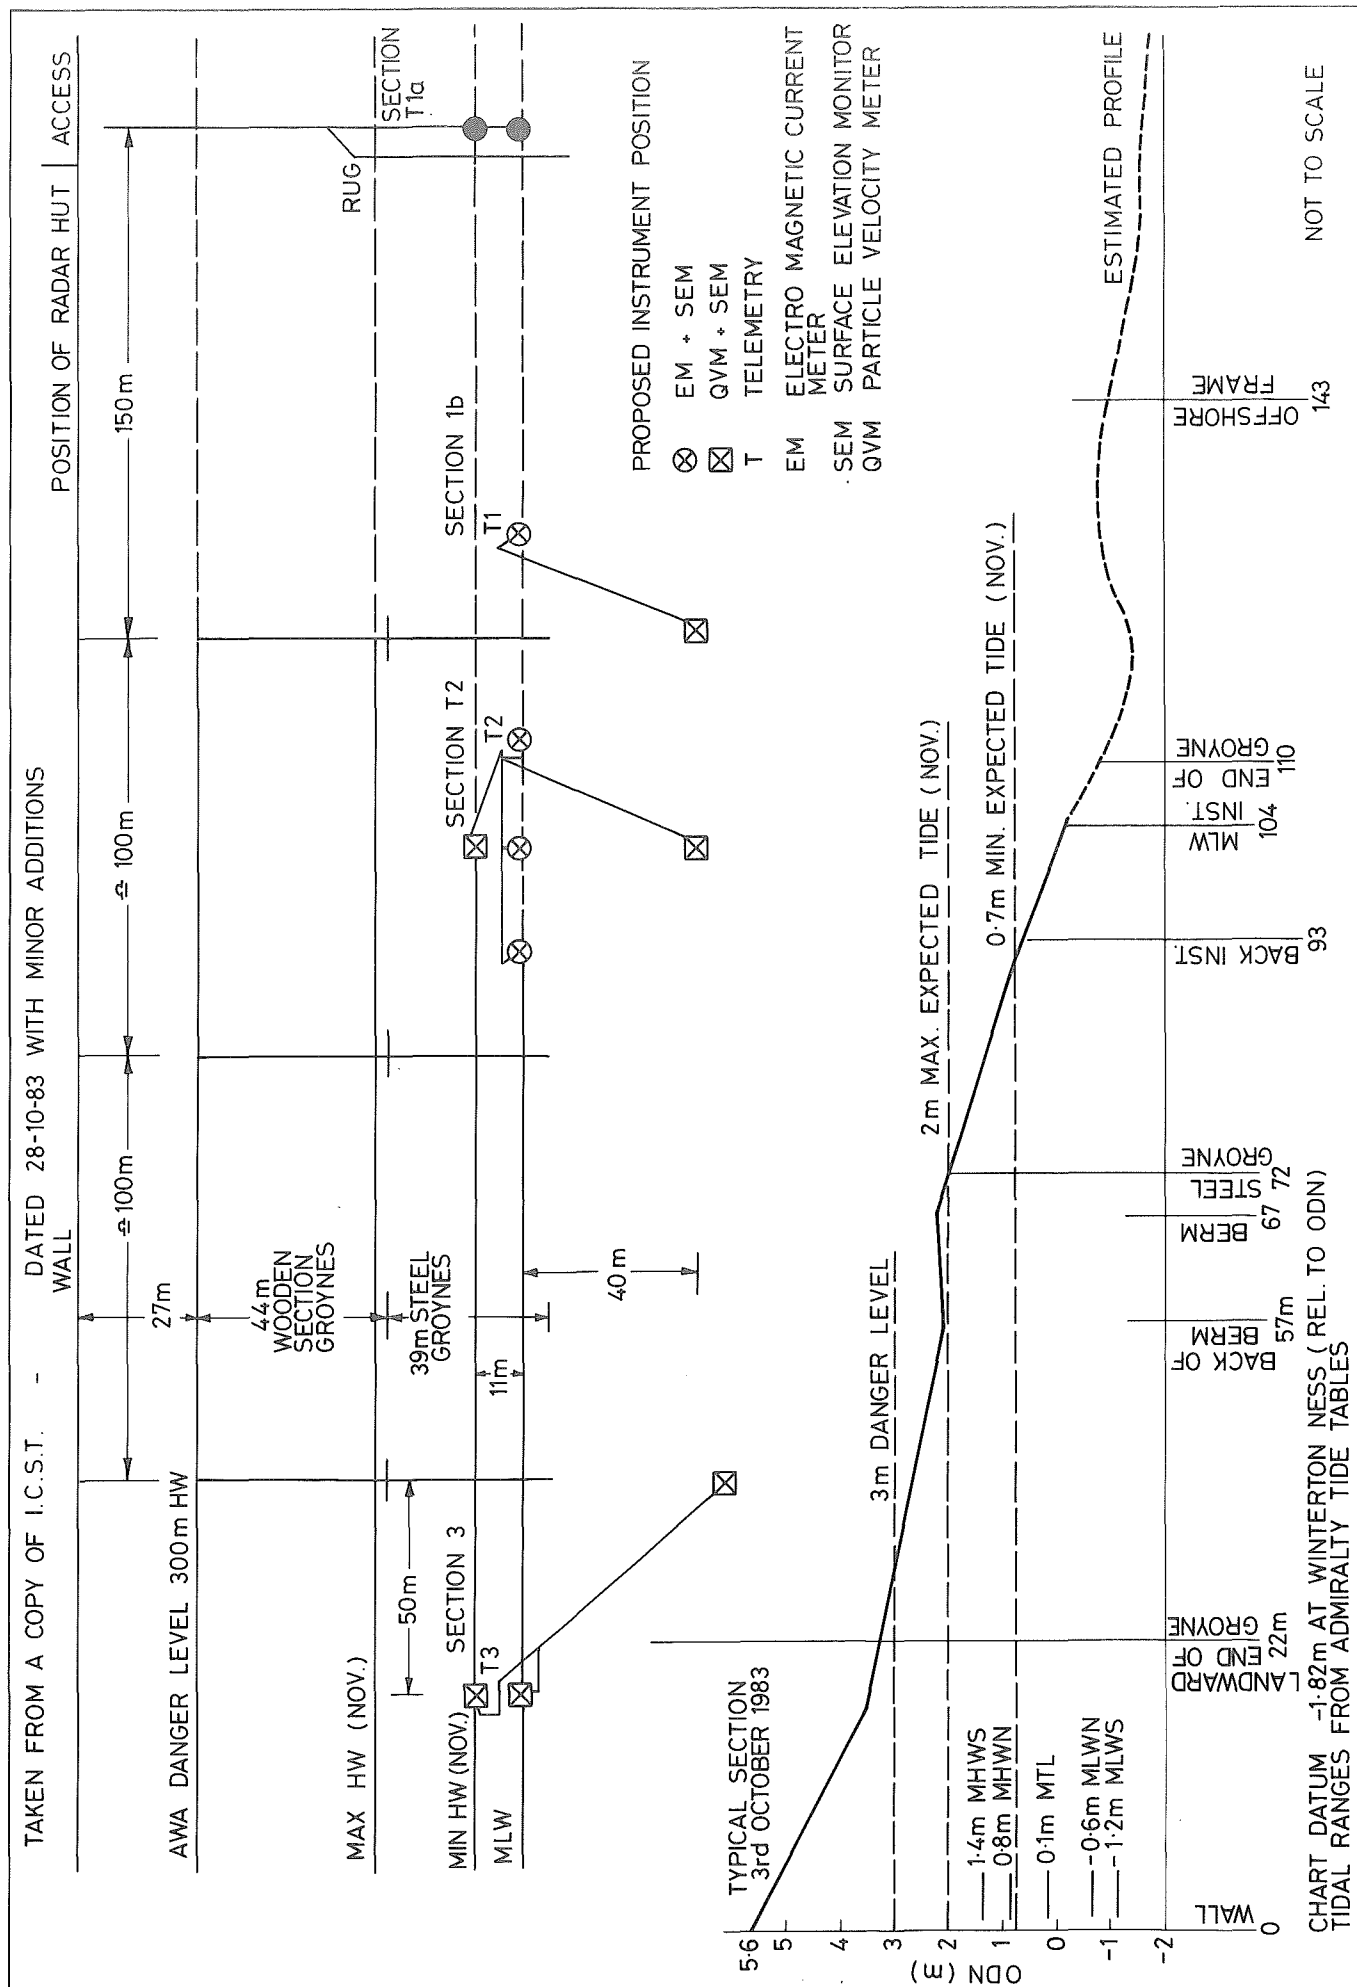 TAKEN FROM A COPY OF I.C.S.T. - DATED 28-10-83 WITH MINOR ADDITIONS
WALL
POSITION OF RADAR HUT | ACCESS
27m
≏100m
≏100m
150m
AWA DANGER LEVEL 300m HW
44m
WOODEN
SECTION
GROYNES
RUG
SECTION
T1a
MAX HW (NOV.)
39m STEEL
GROYNES
50m
MIN HW (NOV.)
SECTION 3
SECTION T2
SECTION 1b
T3
11m
T2
T1
MLW
40m
PROPOSED INSTRUMENT POSITION
EM + SEM
QVM + SEM
T TELEMETRY
EM ELECTRO MAGNETIC CURRENT
METER
SEM SURFACE ELEVATION MONITOR
QVM PARTICLE VELOCITY METER
TYPICAL SECTION
3rd OCTOBER 1983
5·6
5
4
3
2
1
0
-1
-2
ODN (m)
3m DANGER LEVEL
2m MAX. EXPECTED TIDE (NOV.)
0·7m MIN. EXPECTED TIDE (NOV.)
ESTIMATED PROFILE
1·4m MHWS
0·8m MHWN
0·1m MTL
-0·6m MLWN
-1·2m MLWS
WALL
0
LANDWARD
END OF
GROYNE
22m
BACK OF
BERM
57m
BERM
67
STEEL
GROYNE
72
BACK INST.
93
MLW
INST.
104
END OF
GROYNE
110
OFFSHORE
FRAME
143
NOT TO SCALE
CHART DATUM -1·82m AT WINTERTON NESS (REL. TO ODN)
TIDAL RANGES FROM ADMIRALTY TIDE TABLES